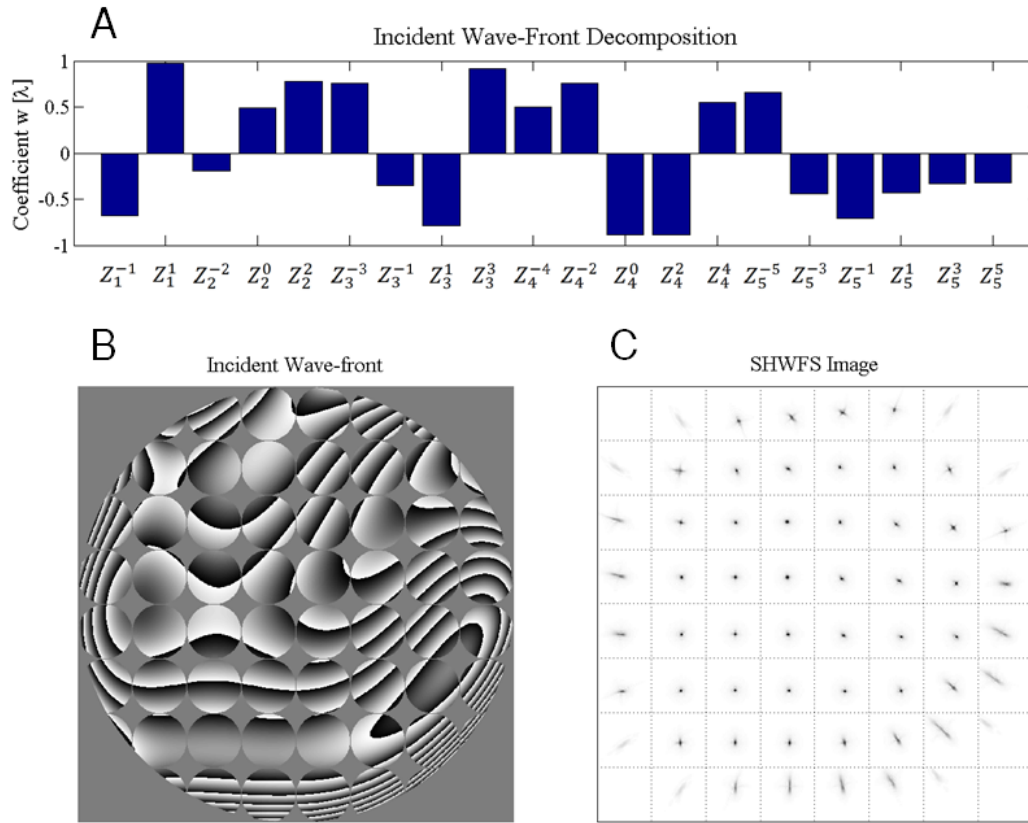 A
Incident Wave-Front Decomposition
Coefficient w [λ]
1
0.5
0
-0.5
-1
Z₁⁻¹ Z₁¹ Z₂⁻² Z₂⁰ Z₂² Z₃⁻³ Z₃⁻¹ Z₃¹ Z₃³ Z₄⁻⁴ Z₄⁻² Z₄⁰ Z₄² Z₄⁴ Z₅⁻⁵ Z₅⁻³ Z₅⁻¹ Z₅¹ Z₅³ Z₅⁵
B
Incident Wave-front
C
SHWFS Image